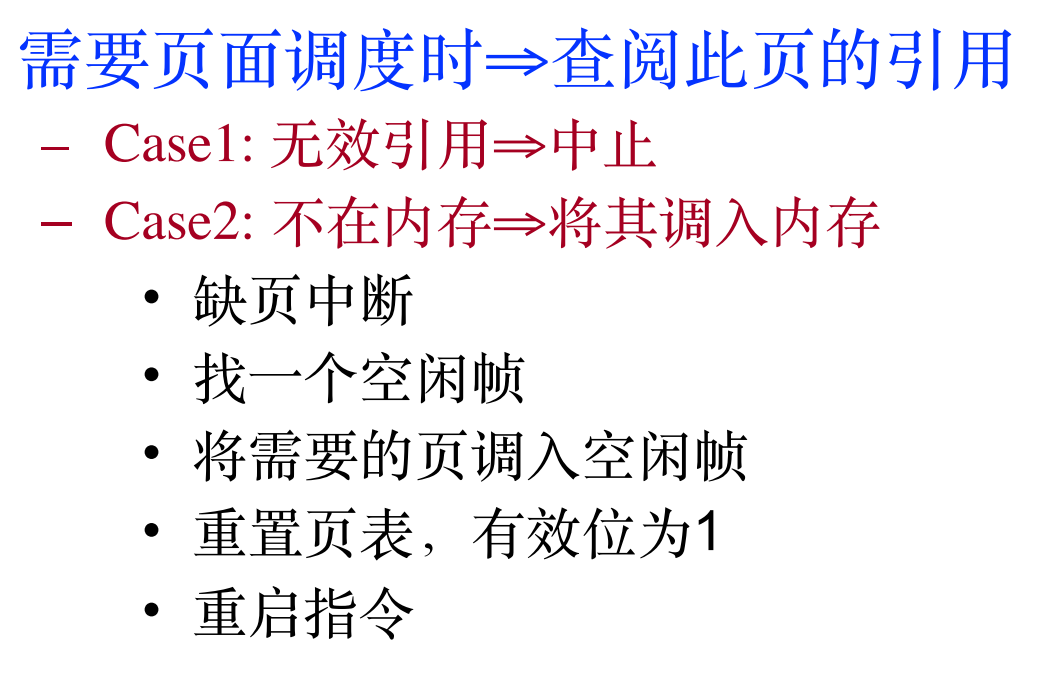 需要页面调度时⇒查阅此页的引用
– Case1: 无效引用⇒中止
– Case2: 不在内存⇒将其调入内存
• 缺页中断
• 找一个空闲帧
• 将需要的页调入空闲帧
• 重置页表，有效位为1
• 重启指令